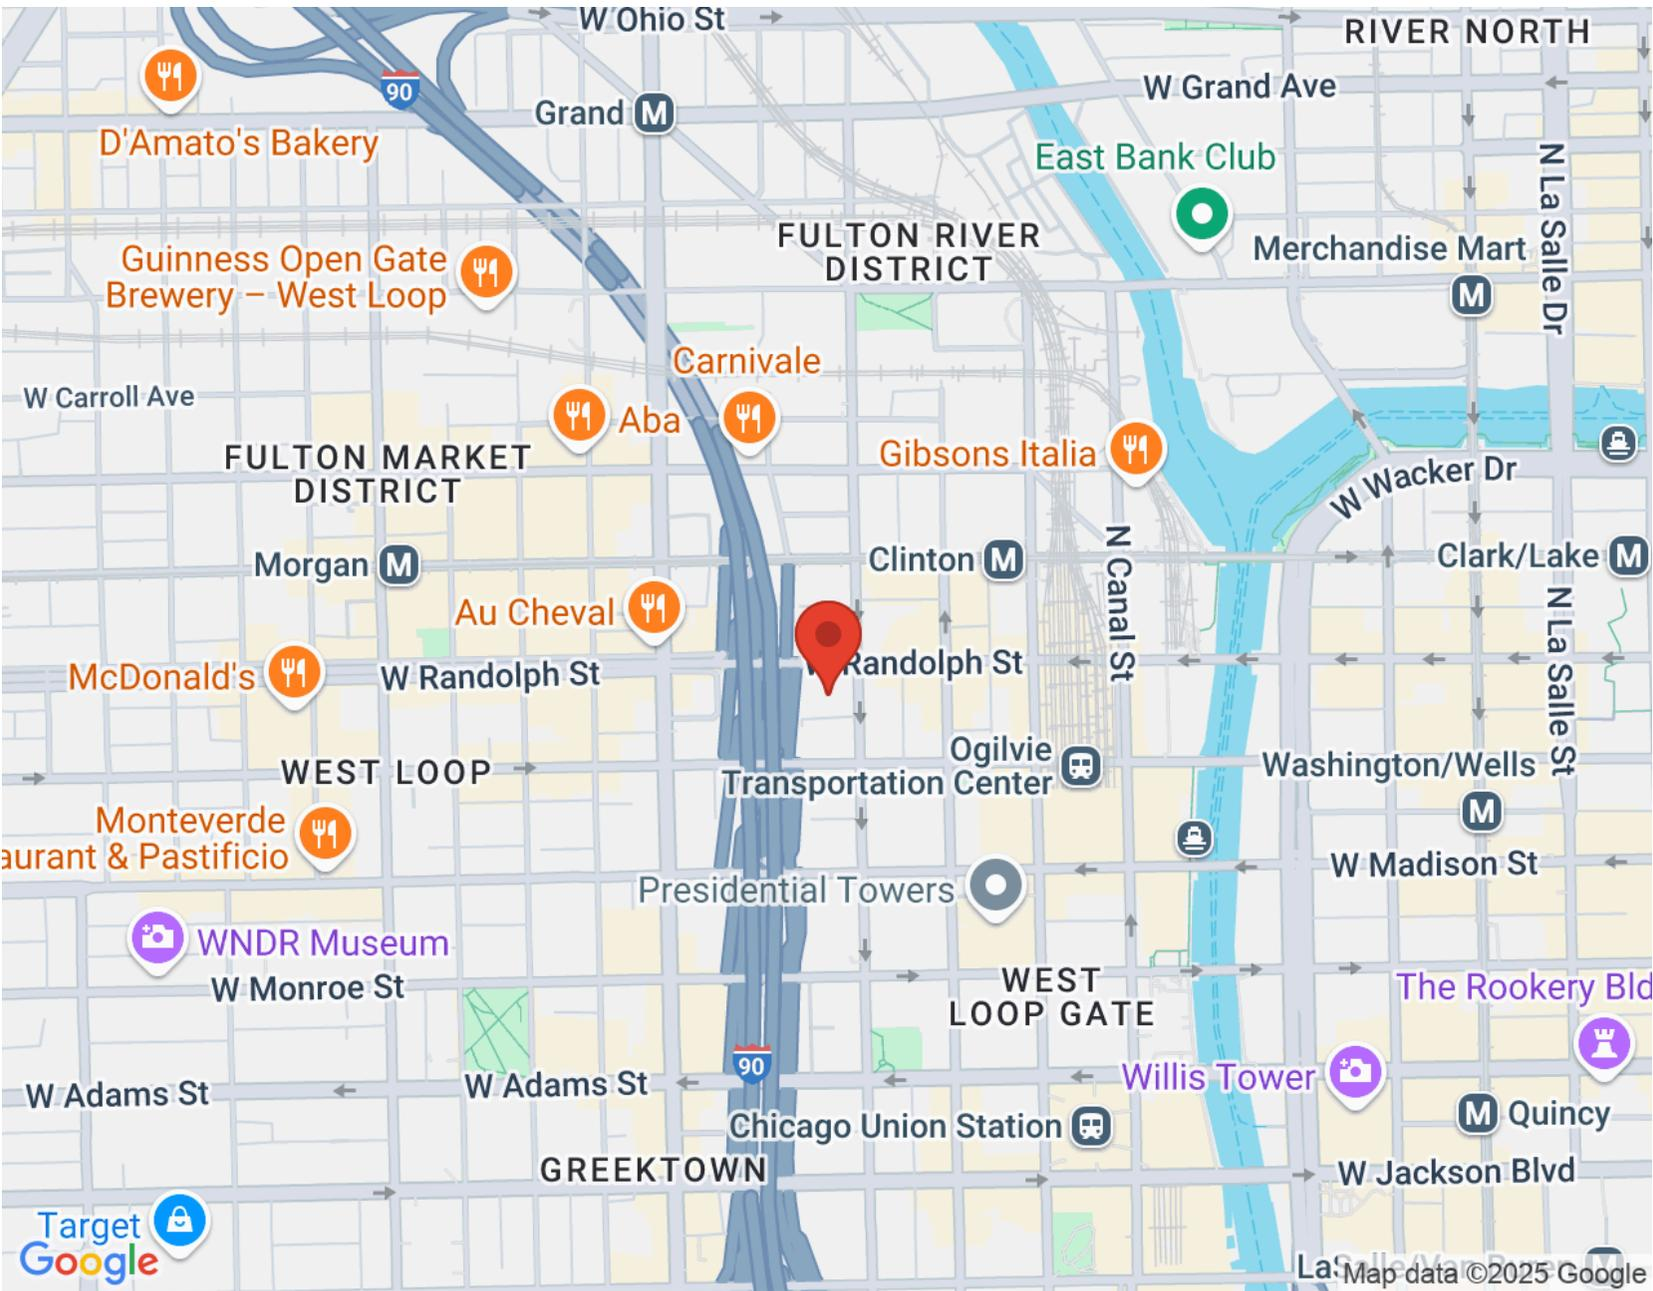 W Ohio St
RIVER NORTH
90
W Grand Ave
Grand M
D'Amato's Bakery
East Bank Club
N La Salle Dr
FULTON RIVER
DISTRICT
Merchandise Mart
M
Guinness Open Gate
Brewery – West Loop
Carnivale
W Carroll Ave
Aba
FULTON MARKET
DISTRICT
Gibsons Italia
W Wacker Dr
Morgan M
Clinton M
N Canal St
Clark/Lake M
Au Cheval
McDonald's
W Randolph St
W Randolph St
N La Salle St
WEST LOOP
Ogilvie
Transportation Center
Washington/Wells
M
Monteverde
aurant & Pastificio
W Madison St
Presidential Towers
WNDR Museum
W Monroe St
WEST
LOOP GATE
The Rookery Bld
90
W Adams St
W Adams St
Willis Tower
Chicago Union Station
M Quincy
GREEKTOWN
W Jackson Blvd
Target
Google
Map data ©2025 Google